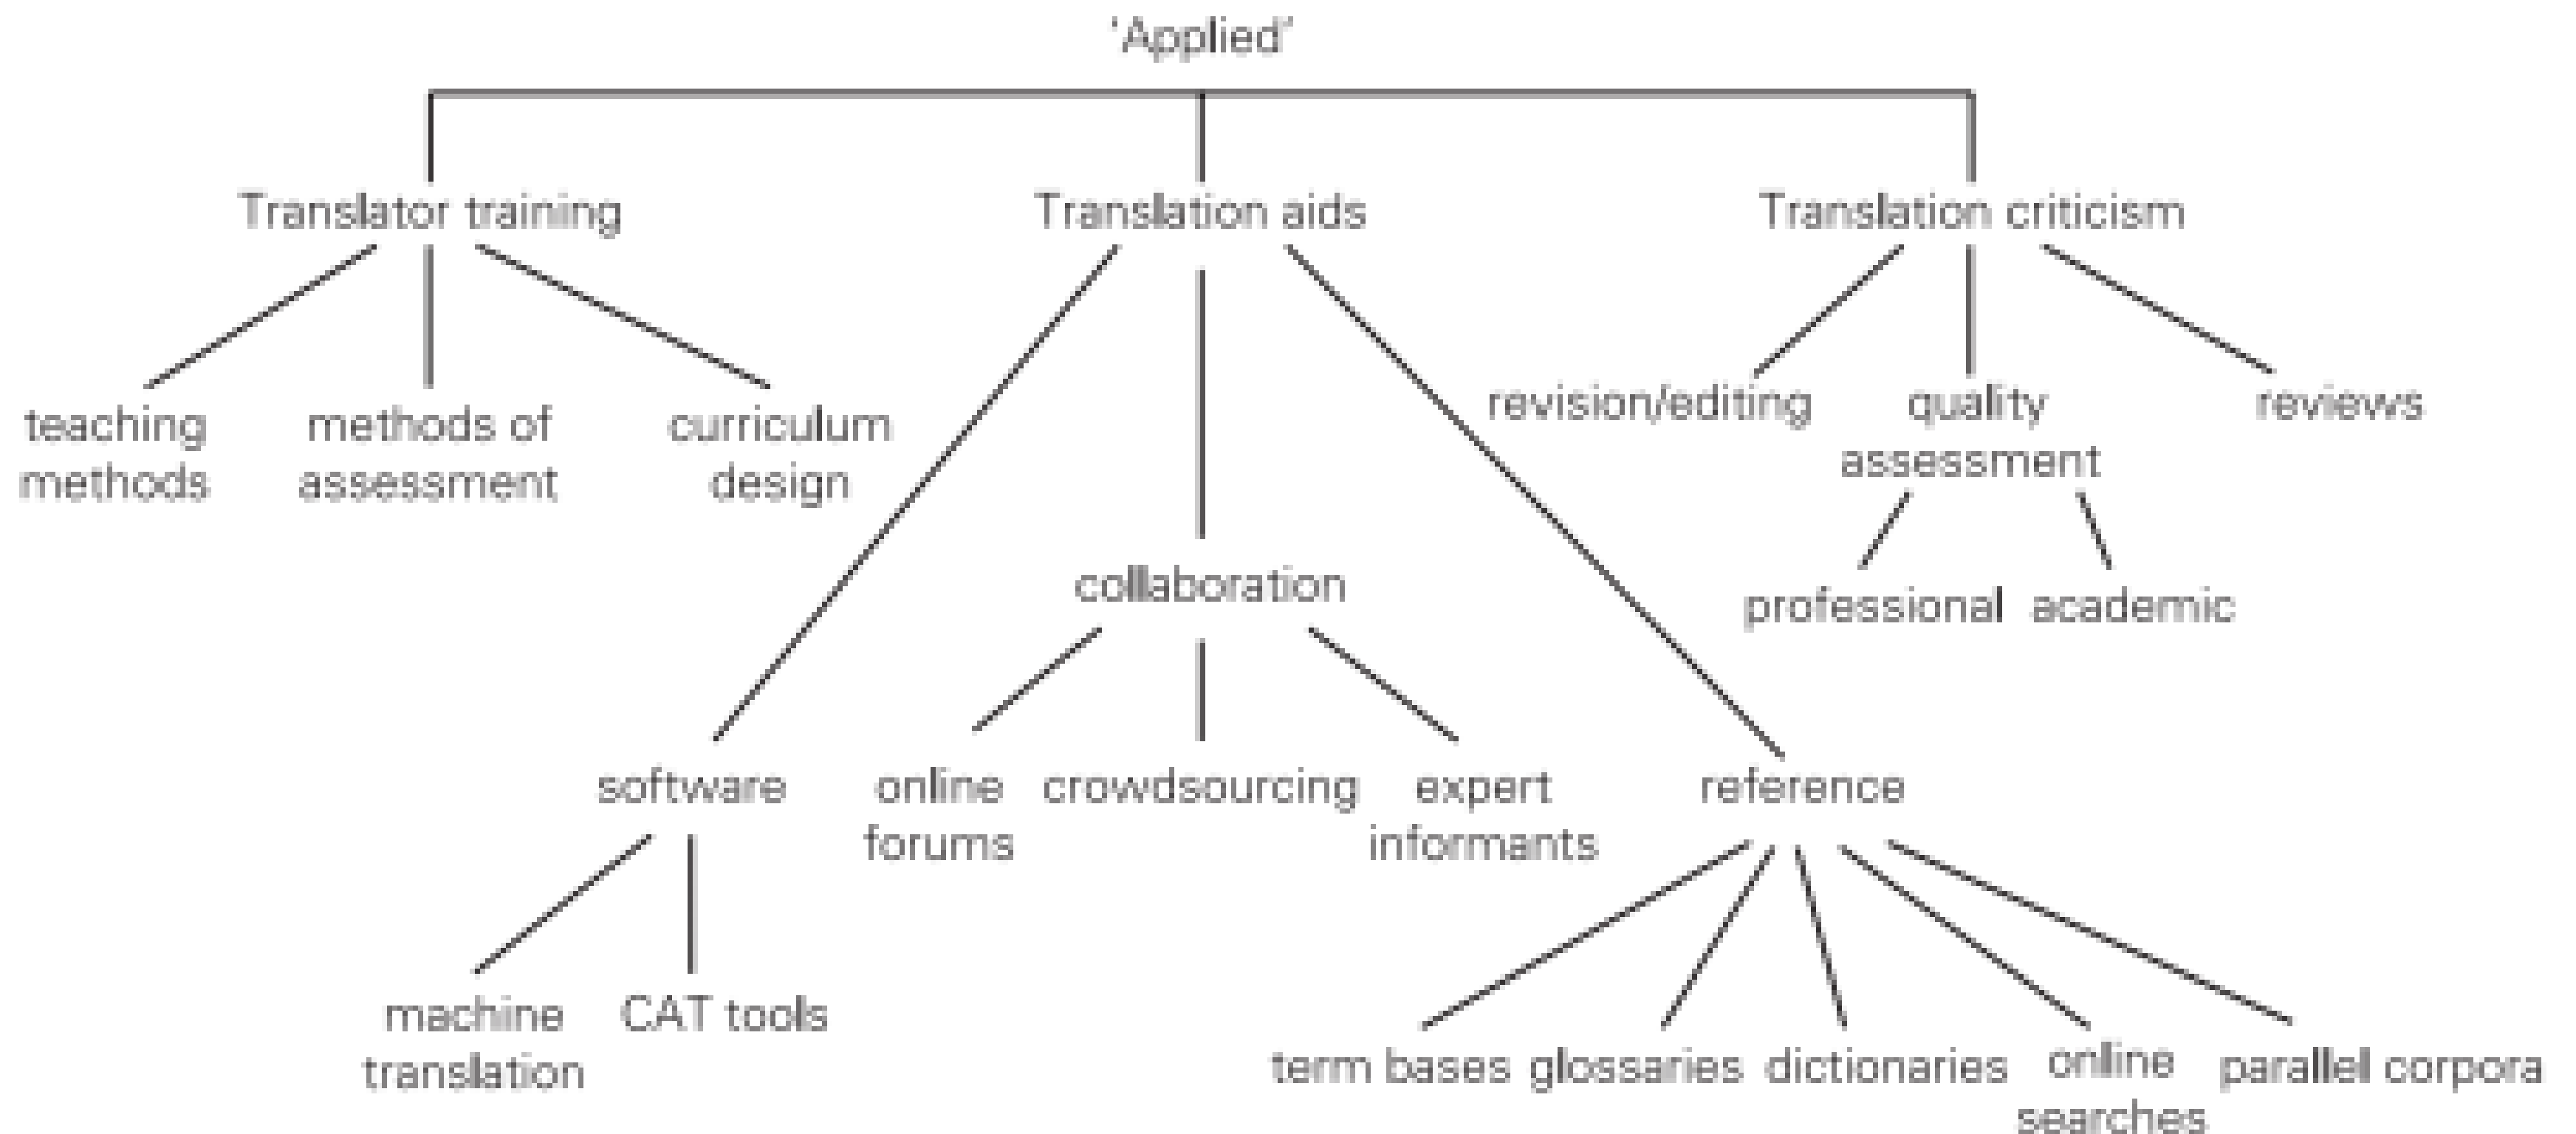 'Applied'
Translator training
Translation aids
Translation criticism
teaching
methods
methods of
assessment
curriculum
design
revision/editing
quality
assessment
reviews
professional
academic
collaboration
software
online
forums
crowdsourcing
expert
informants
reference
machine
translation
CAT tools
term bases
glossaries
dictionaries
online
searches
parallel corpora